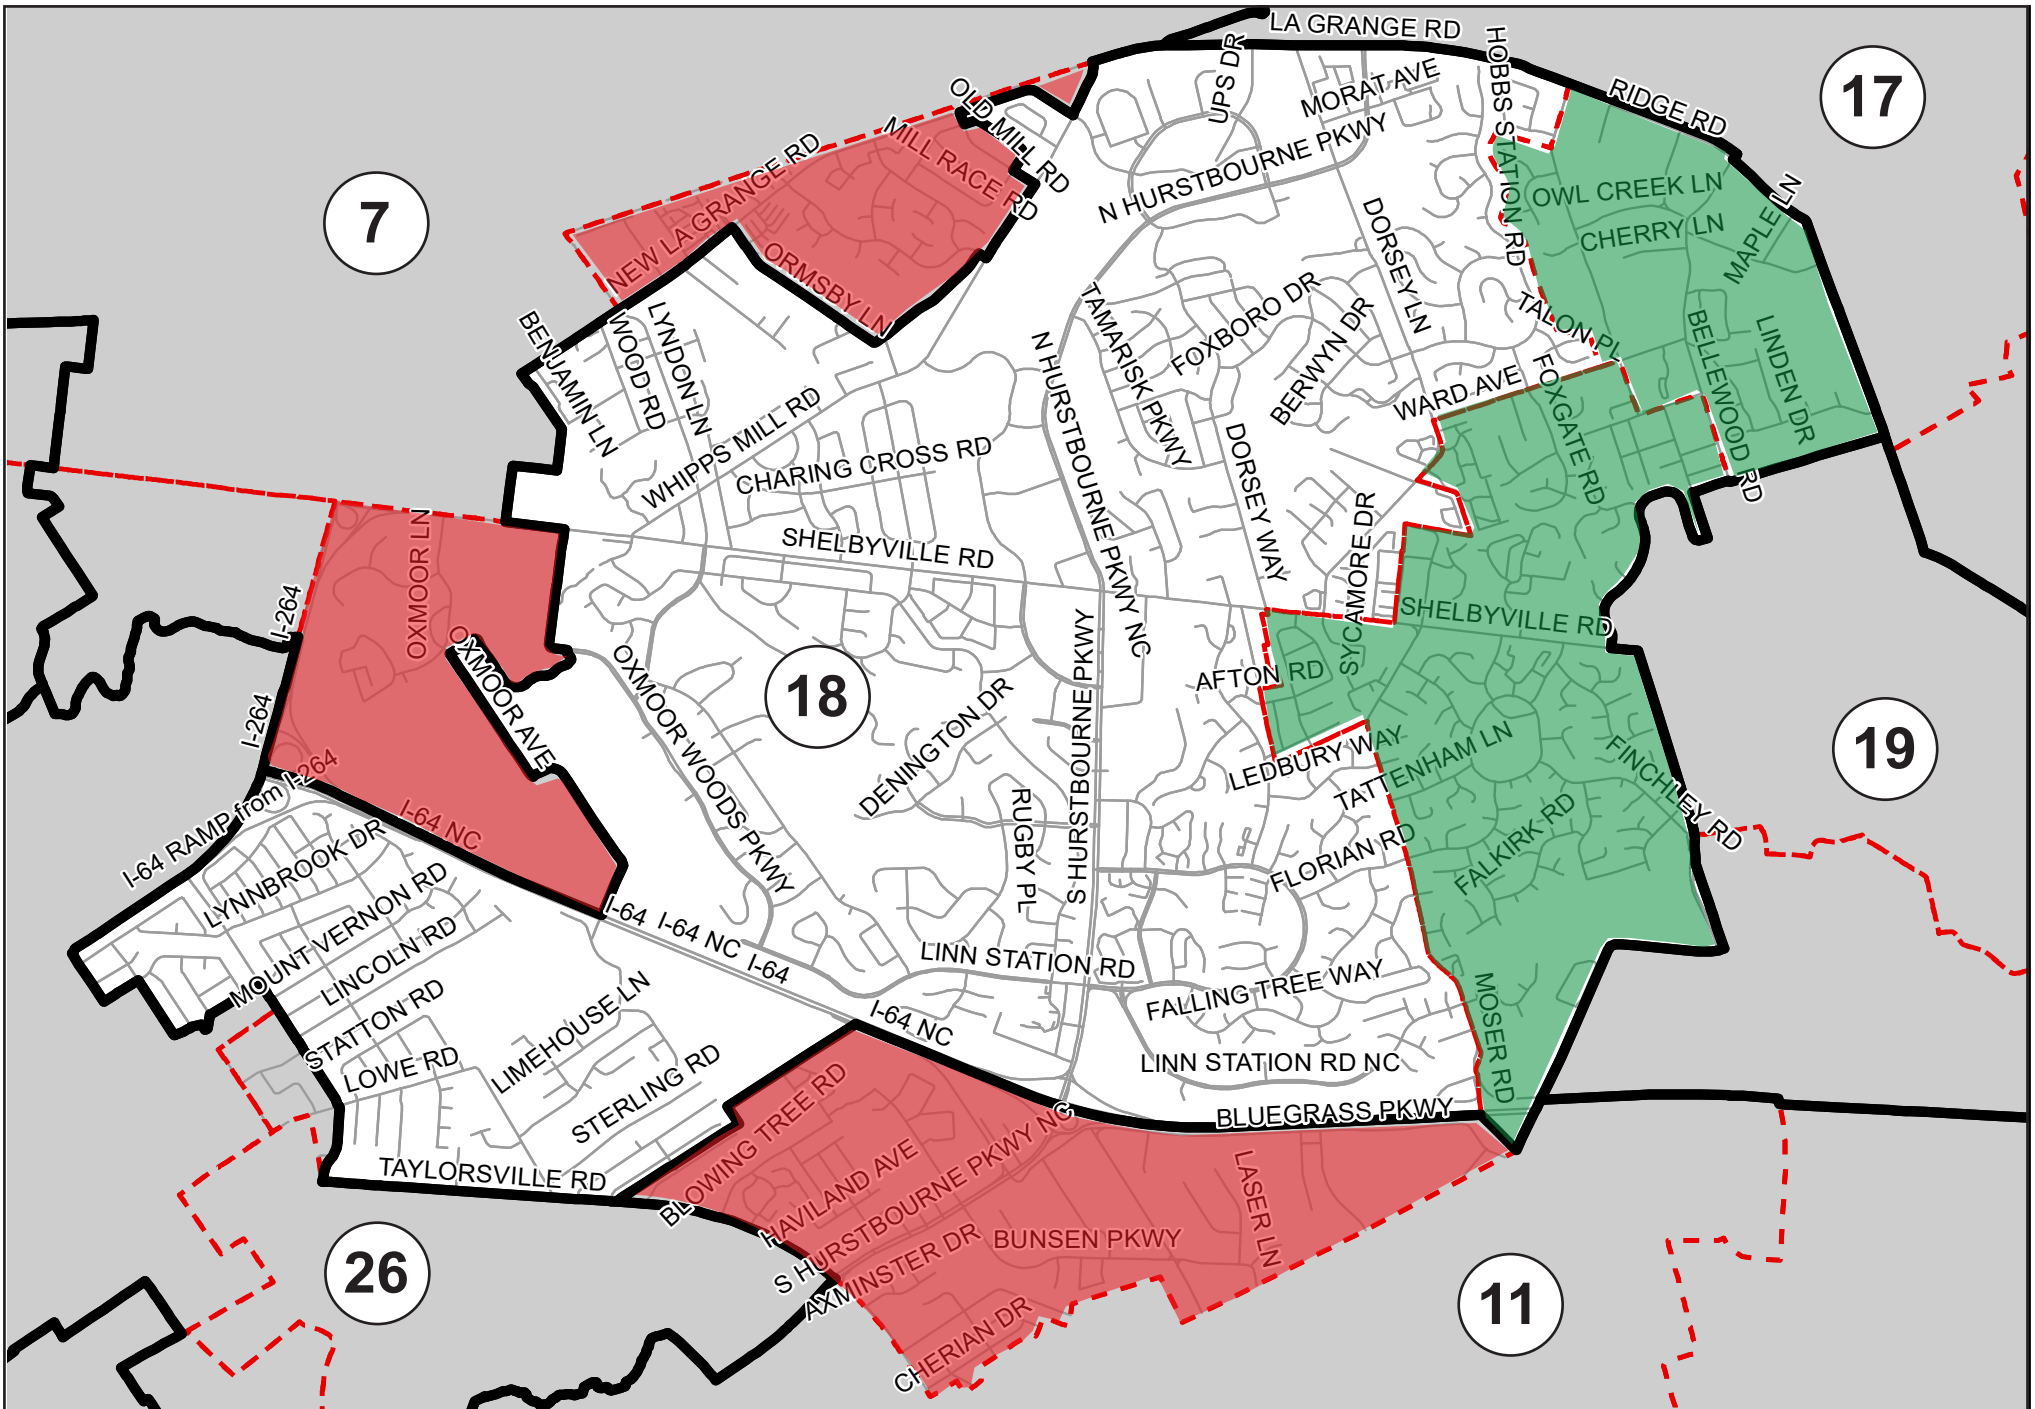 LA GRANGE RD
HOBBS STATION RD
UPS DR
MORAT AVE
RIDGE RD
17
OLD MILL RD
MILL RACE RD
N HURSTBOURNE PKWY
NEW LA GRANGE RD
OWL CREEK LN
CHERRY LN
MAPLE LN
7
ORMSBY LN
DORSEY LN
TAMARISK PKWY
FOXBORO DR
BERWYN DR
TALON PL
BELLEWOOD RD
LINDEN DR
BENJAMIN LN
WOOD RD
LYNDON LN
N HURSTBOURNE PKWY NC
WARD AVE
FOXGATE RD
WHIPPS MILL RD
CHARING CROSS RD
DORSEY WAY
OXMOOR LN
SHELBYVILLE RD
SYCAMORE DR
I-264
SHELBYVILLE RD
OXMOOR AVE
OXMOOR WOODS PKWY
18
AFTON RD
I-264
DENINGTON DR
S HURSTBOURNE PKWY
LEDBURY WAY
TATTENHAM LN
FINCHLEY RD
19
I-64 RAMP from I-264
I-64 NC
RUGBY PL
FLORIAN RD
FALKIRK RD
LYNNBROOK DR
MOUNT VERNON RD
LINCOLN RD
I-64
I-64 NC
I-64
LINN STATION RD
FALLING TREE WAY
MOSER RD
STATTON RD
LIMEHOUSE LN
I-64 NC
LOWE RD
STERLING RD
LINN STATION RD NC
BLUEGRASS PKWY
TAYLORSVILLE RD
BLOWING TREE RD
HAVILAND AVE
S HURSTBOURNE PKWY NC
AXMINSTER DR
BUNSEN PKWY
LASER LN
26
CHERIAN DR
11